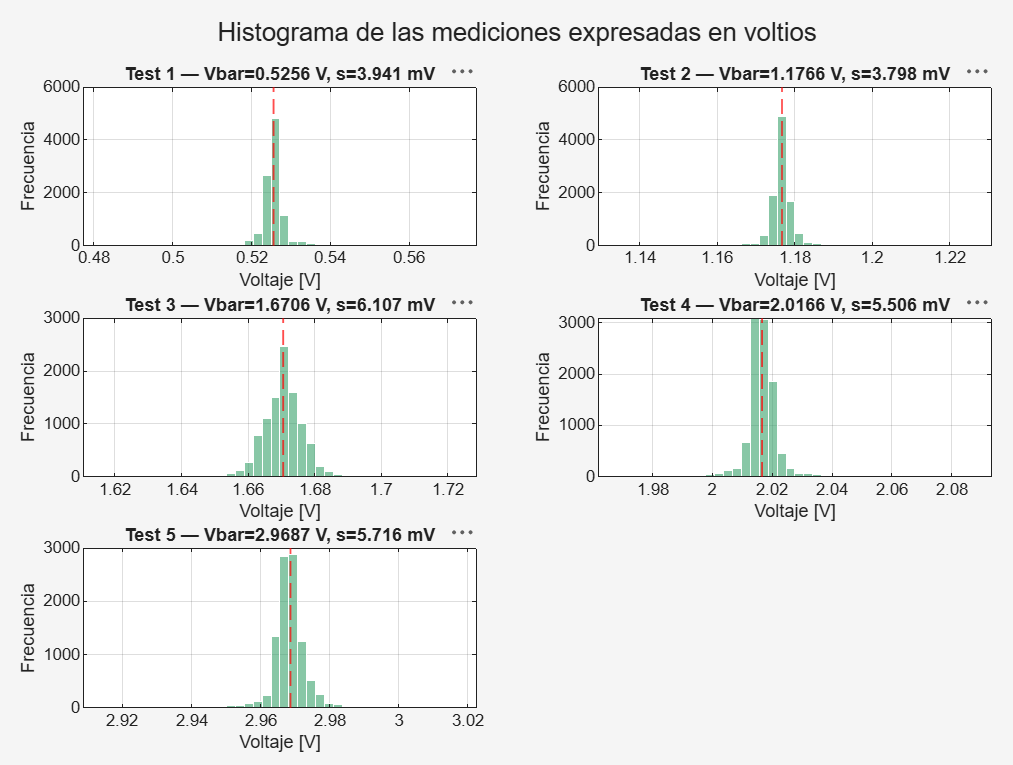 Histograma de las mediciones expresadas en voltios
Test 1 — Vbar=0.5256 V, s=3.941 mV
6000
4000
2000
0
Frecuencia
0.48 0.5 0.52 0.54 0.56
Voltaje [V]
Test 2 — Vbar=1.1766 V, s=3.798 mV
6000
4000
2000
0
Frecuencia
1.14 1.16 1.18 1.2 1.22
Voltaje [V]
Test 3 — Vbar=1.6706 V, s=6.107 mV
3000
2000
1000
0
Frecuencia
1.62 1.64 1.66 1.68 1.7 1.72
Voltaje [V]
Test 4 — Vbar=2.0166 V, s=5.506 mV
3000
2000
1000
0
Frecuencia
1.98 2 2.02 2.04 2.06 2.08
Voltaje [V]
Test 5 — Vbar=2.9687 V, s=5.716 mV
3000
2000
1000
0
Frecuencia
2.92 2.94 2.96 2.98 3 3.02
Voltaje [V]